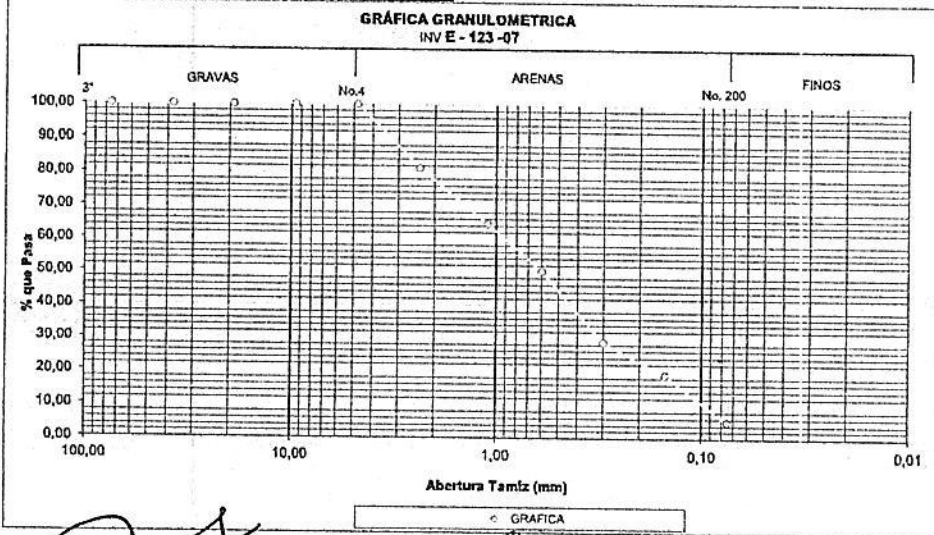 GRÁFICA GRANULOMETRICA
INV E - 123 -07
GRAVAS
ARENAS
FINOS
3"
No.4
No. 200
100,00
90,00
80,00
70,00
60,00
50,00
40,00
30,00
20,00
10,00
0,00
% que Pasa
100,00
10,00
1,00
0,10
0,01
Abertura Tamiz (mm)
GRAFICA